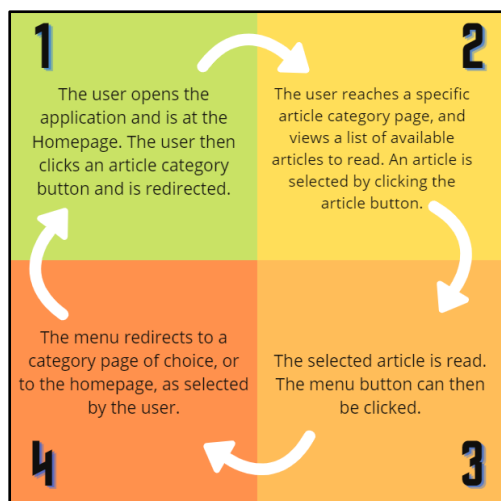 1
The user opens the
application and is at the
Homepage. The user then
clicks an article category
button and is redirected.
2
The user reaches a specific
article category page, and
views a list of available
articles to read. An article is
selected by clicking the
article button.
The selected article is read.
The menu button can then
be clicked.
3
The menu redirects to a
category page of choice, or
to the homepage, as selected
by the user.
4